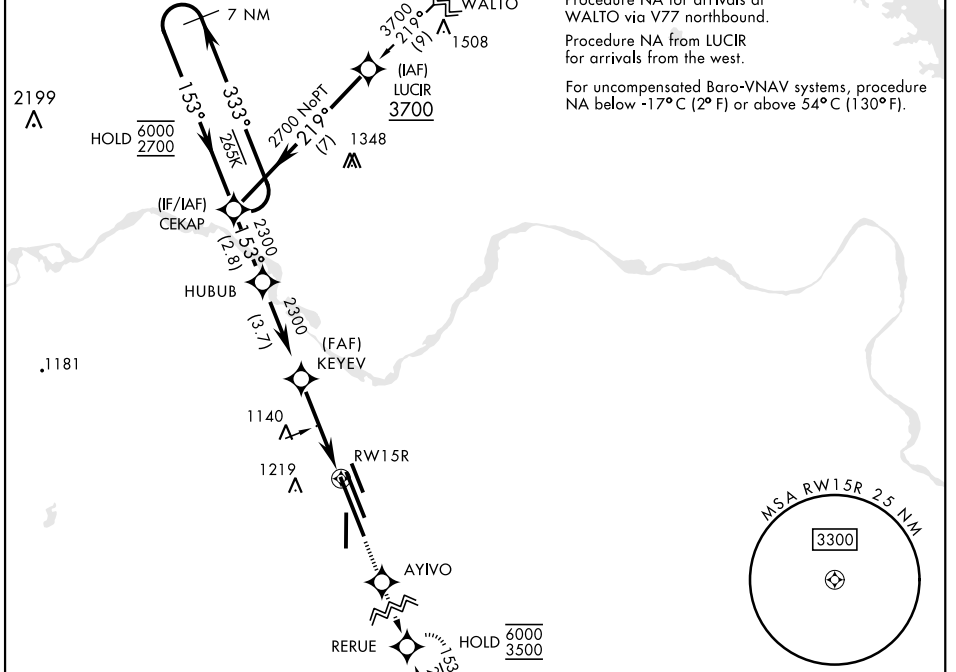 7 NM
3700
219°
(9)
WALTO
1508
Procedure NA for arrivals at
WALTO via V77 northbound.
Procedure NA from LUCIR
for arrivals from the west.
For uncompensated Baro-VNAV systems, procedure
NA below -17°C (2°F) or above 54°C (130°F).
2199
153°
333°
265K
HOLD 6000
2700
(IAF)
LUCIR
3700
2700 NoPT
219°
(7)
1348
(IF/IAF)
CEKAP
2300
153°
(2.8)
HUBUB
2300
(3.7)
(FAF)
KEYEV
1181
1140
1219
RW15R
MSA RW15R 25 NM
3300
AYIVO
RERUE
HOLD 6000
3500
153